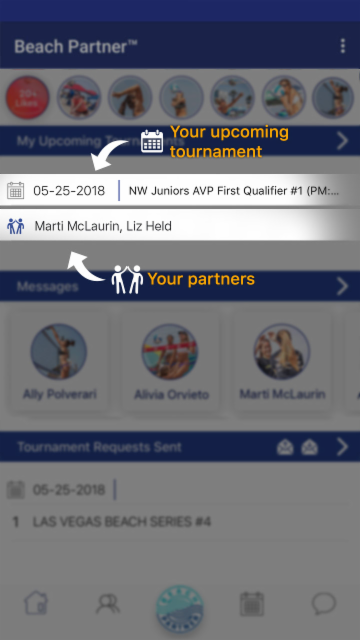 Beach Partner™
20+
Likes
My Upcoming Tournaments
Your upcoming
tournament
05-25-2018
NW Juniors AVP First Qualifier #1 (PM:...
Marti McLaurin, Liz Held
Your partners
Messages
Ally Polverari
Alivia Orvieto
Marti McLaurin
Tournament Requests Sent
05-25-2018
1 LAS VEGAS BEACH SERIES #4
BEACH
PARTNER